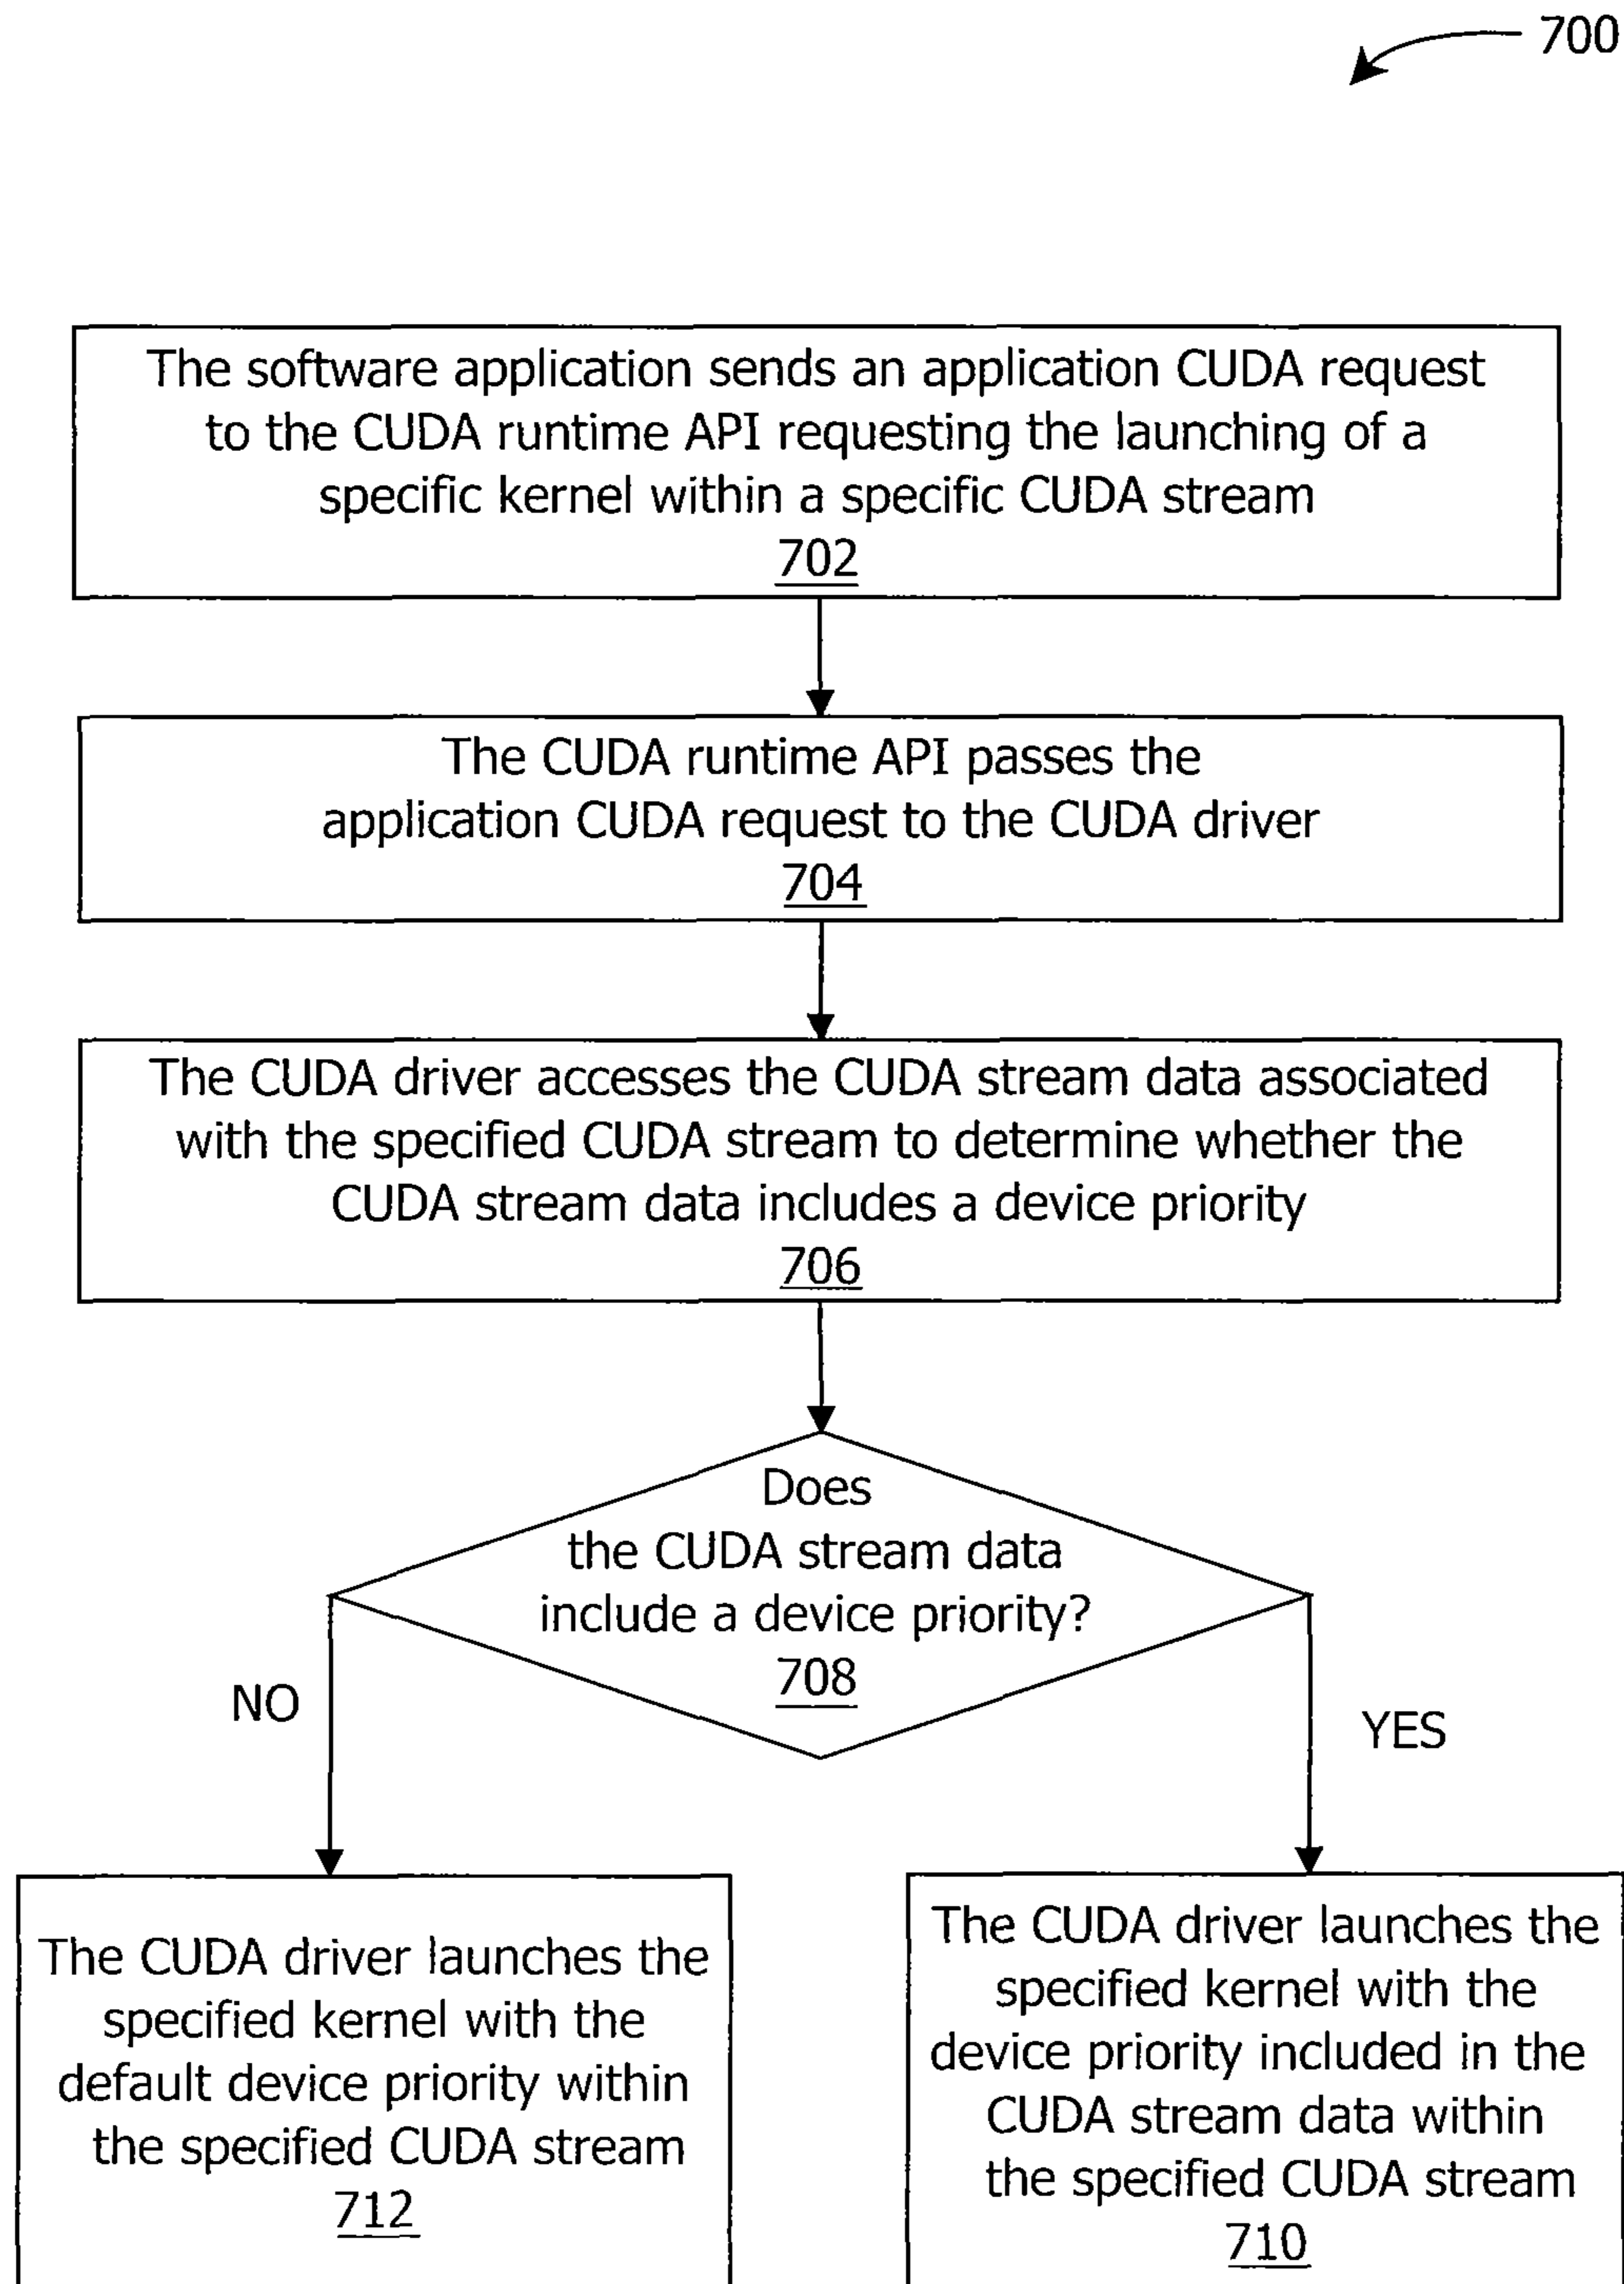 700
The software application sends an application CUDA request
to the CUDA runtime API requesting the launching of a
specific kernel within a specific CUDA stream
702
The CUDA runtime API passes the
application CUDA request to the CUDA driver
704
The CUDA driver accesses the CUDA stream data associated
with the specified CUDA stream to determine whether the
CUDA stream data includes a device priority
706
Does
the CUDA stream data
include a device priority?
708
NO
YES
The CUDA driver launches the
specified kernel with the
default device priority within
the specified CUDA stream
712
The CUDA driver launches the
specified kernel with the
device priority included in the
CUDA stream data within
the specified CUDA stream
710